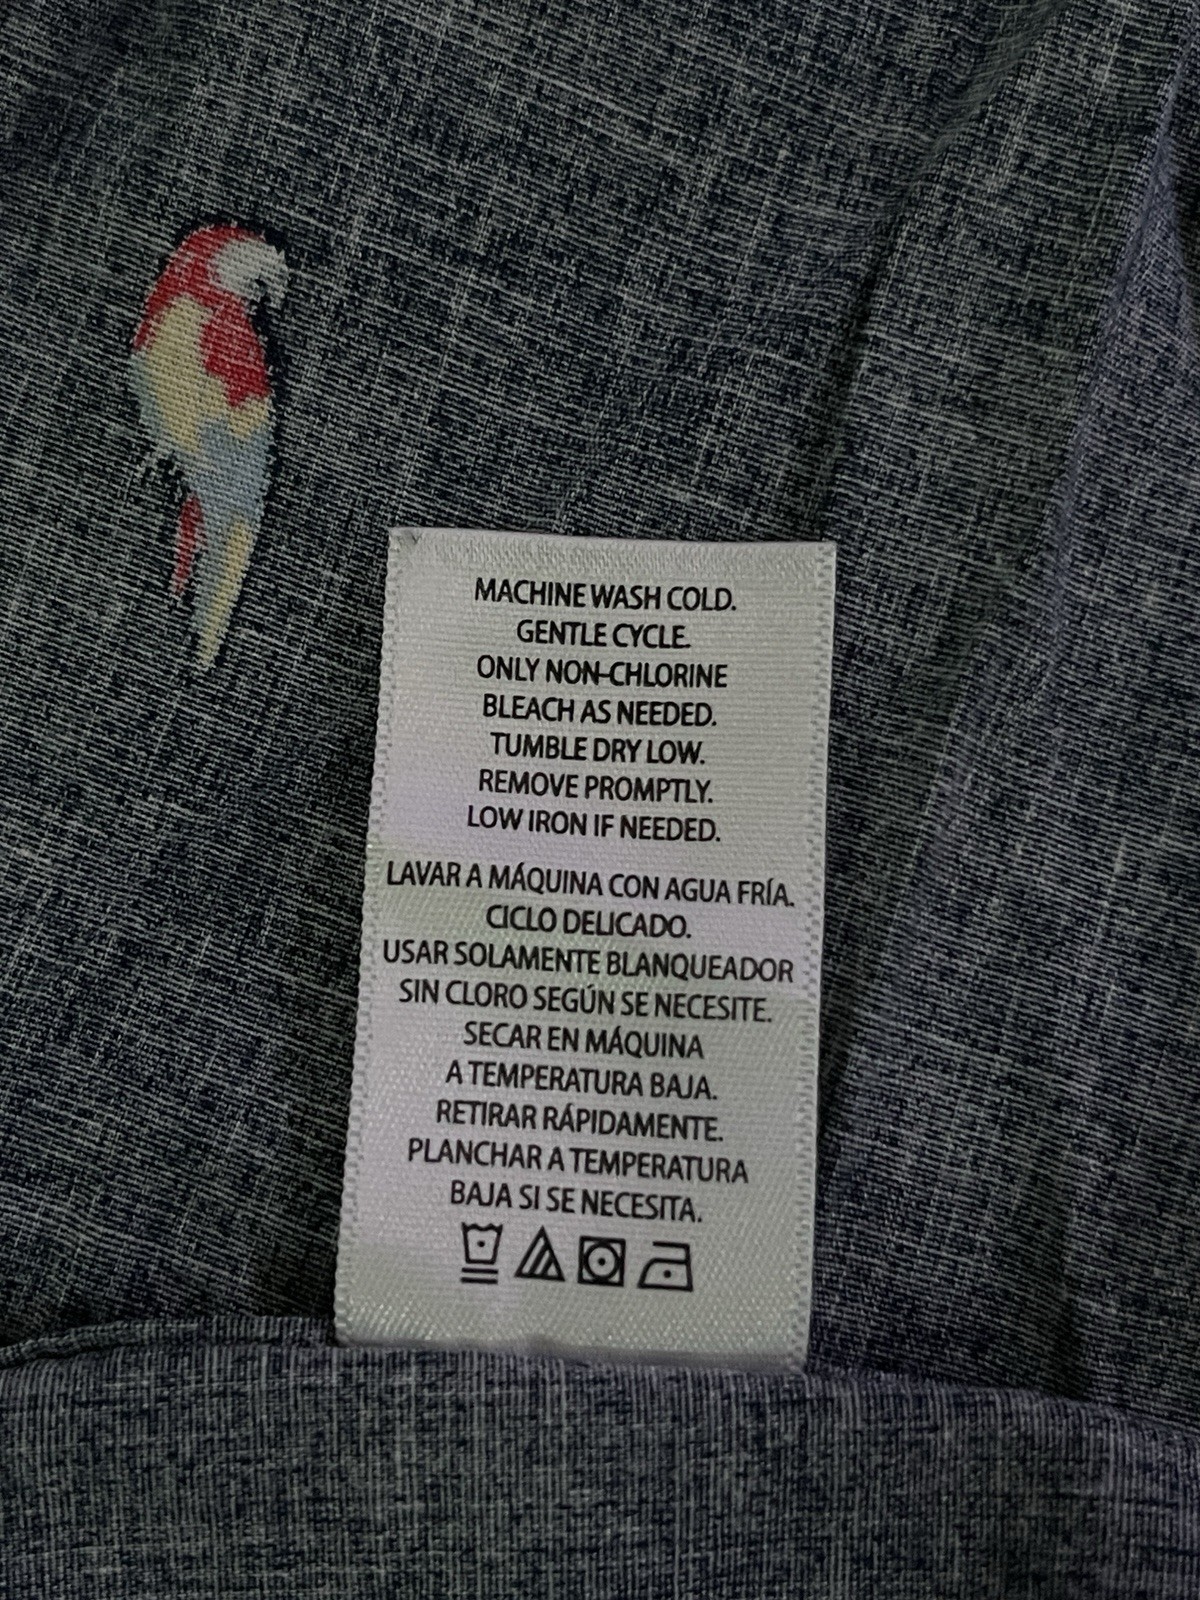 MACHINE WASH COLD.
GENTLE CYCLE.
ONLY NON-CHLORINE
BLEACH AS NEEDED.
TUMBLE DRY LOW.
REMOVE PROMPTLY.
LOW IRON IF NEEDED.
LAVAR A MÁQUINA CON AGUA FRÍA.
CICLO DELICADO.
USAR SOLAMENTE BLANQUEADOR
SIN CLORO SEGÚN SE NECESITE.
SECAR EN MÁQUINA
A TEMPERATURA BAJA.
RETIRAR RÁPIDAMENTE.
PLANCHAR A TEMPERATURA
BAJA SI SE NECESITA.